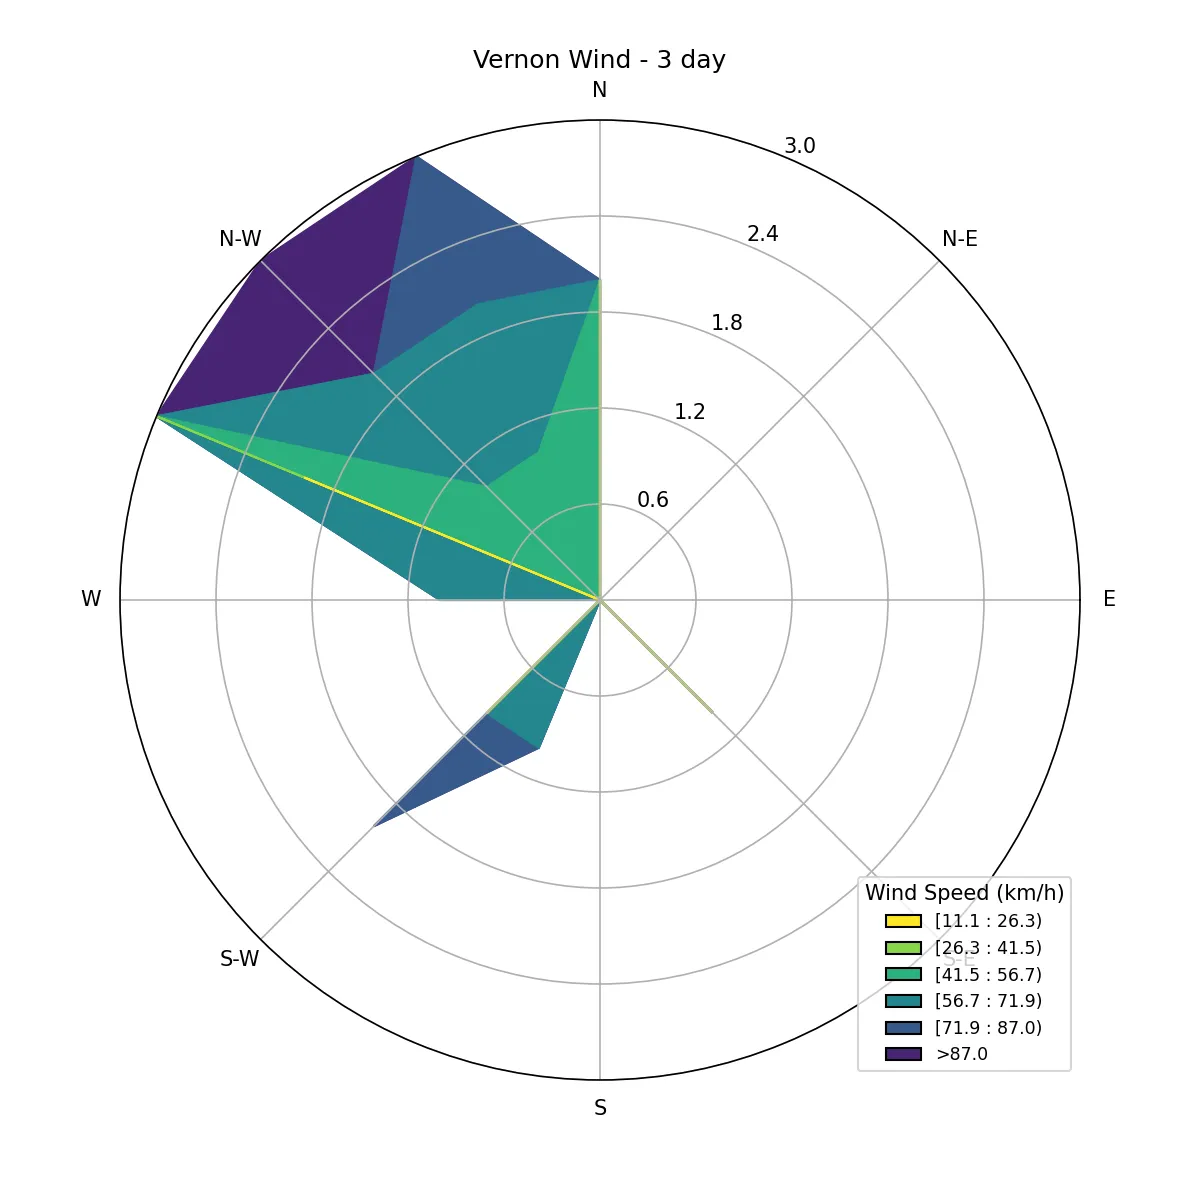 Vernon Wind - 3 day
N
3.0
2.4
N-W
N-E
1.8
1.2
0.6
W
E
S-W
S-E
Wind Speed (km/h)
[11.1 : 26.3)
[26.3 : 41.5)
[41.5 : 56.7)
[56.7 : 71.9)
[71.9 : 87.0)
>87.0
S